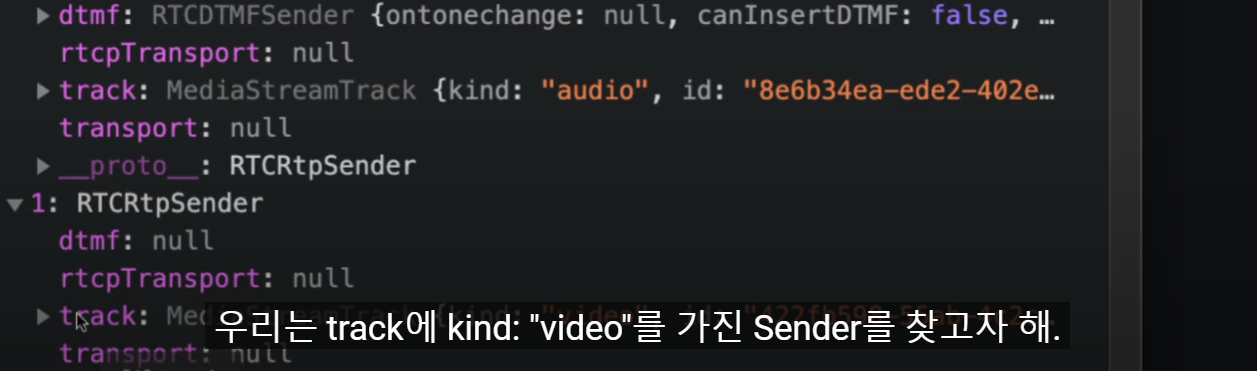 ▶ dtmf: RTCDTMFSender {ontonechange: null, canInsertDTMF: false, …
rtcpTransport: null
▶ track: MediaStreamTrack {kind: "audio", id: "8e6b34ea-ede2-402e…
transport: null
▶ __proto__: RTCRtpSender
▼ 1: RTCRtpSender
dtmf: null
rtcpTransport: null
▶ track:
우리는 track에 kind: "video"를 가진 Sender를 찾고자 해.
transport: null